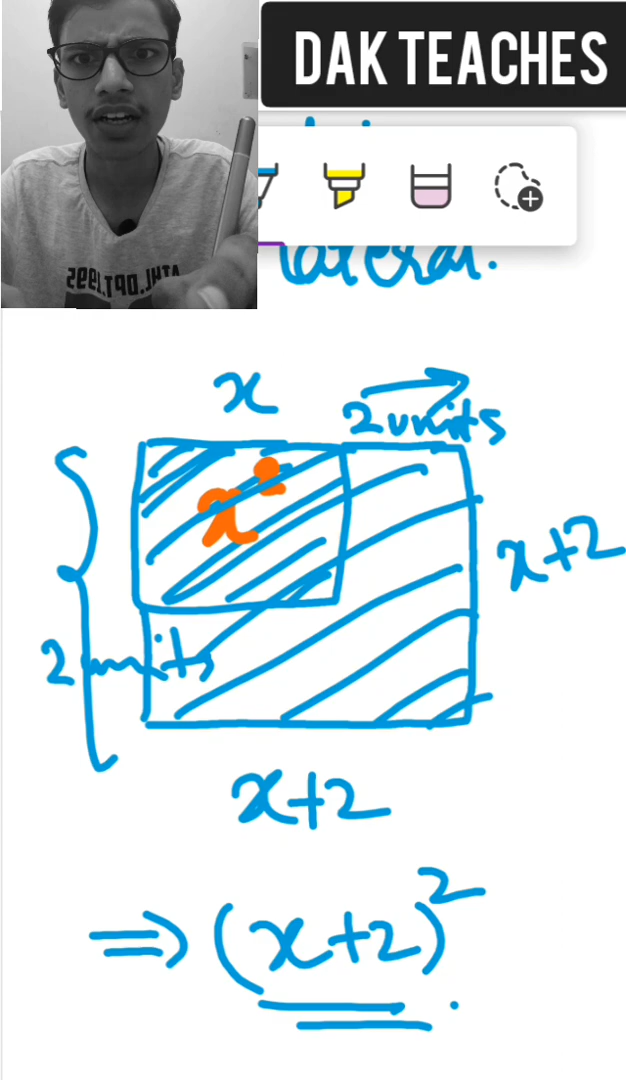 DAK TEACHES
lateral.
x
2 units
x²
x+2
2 units
x+2
⇒ (x+2)²